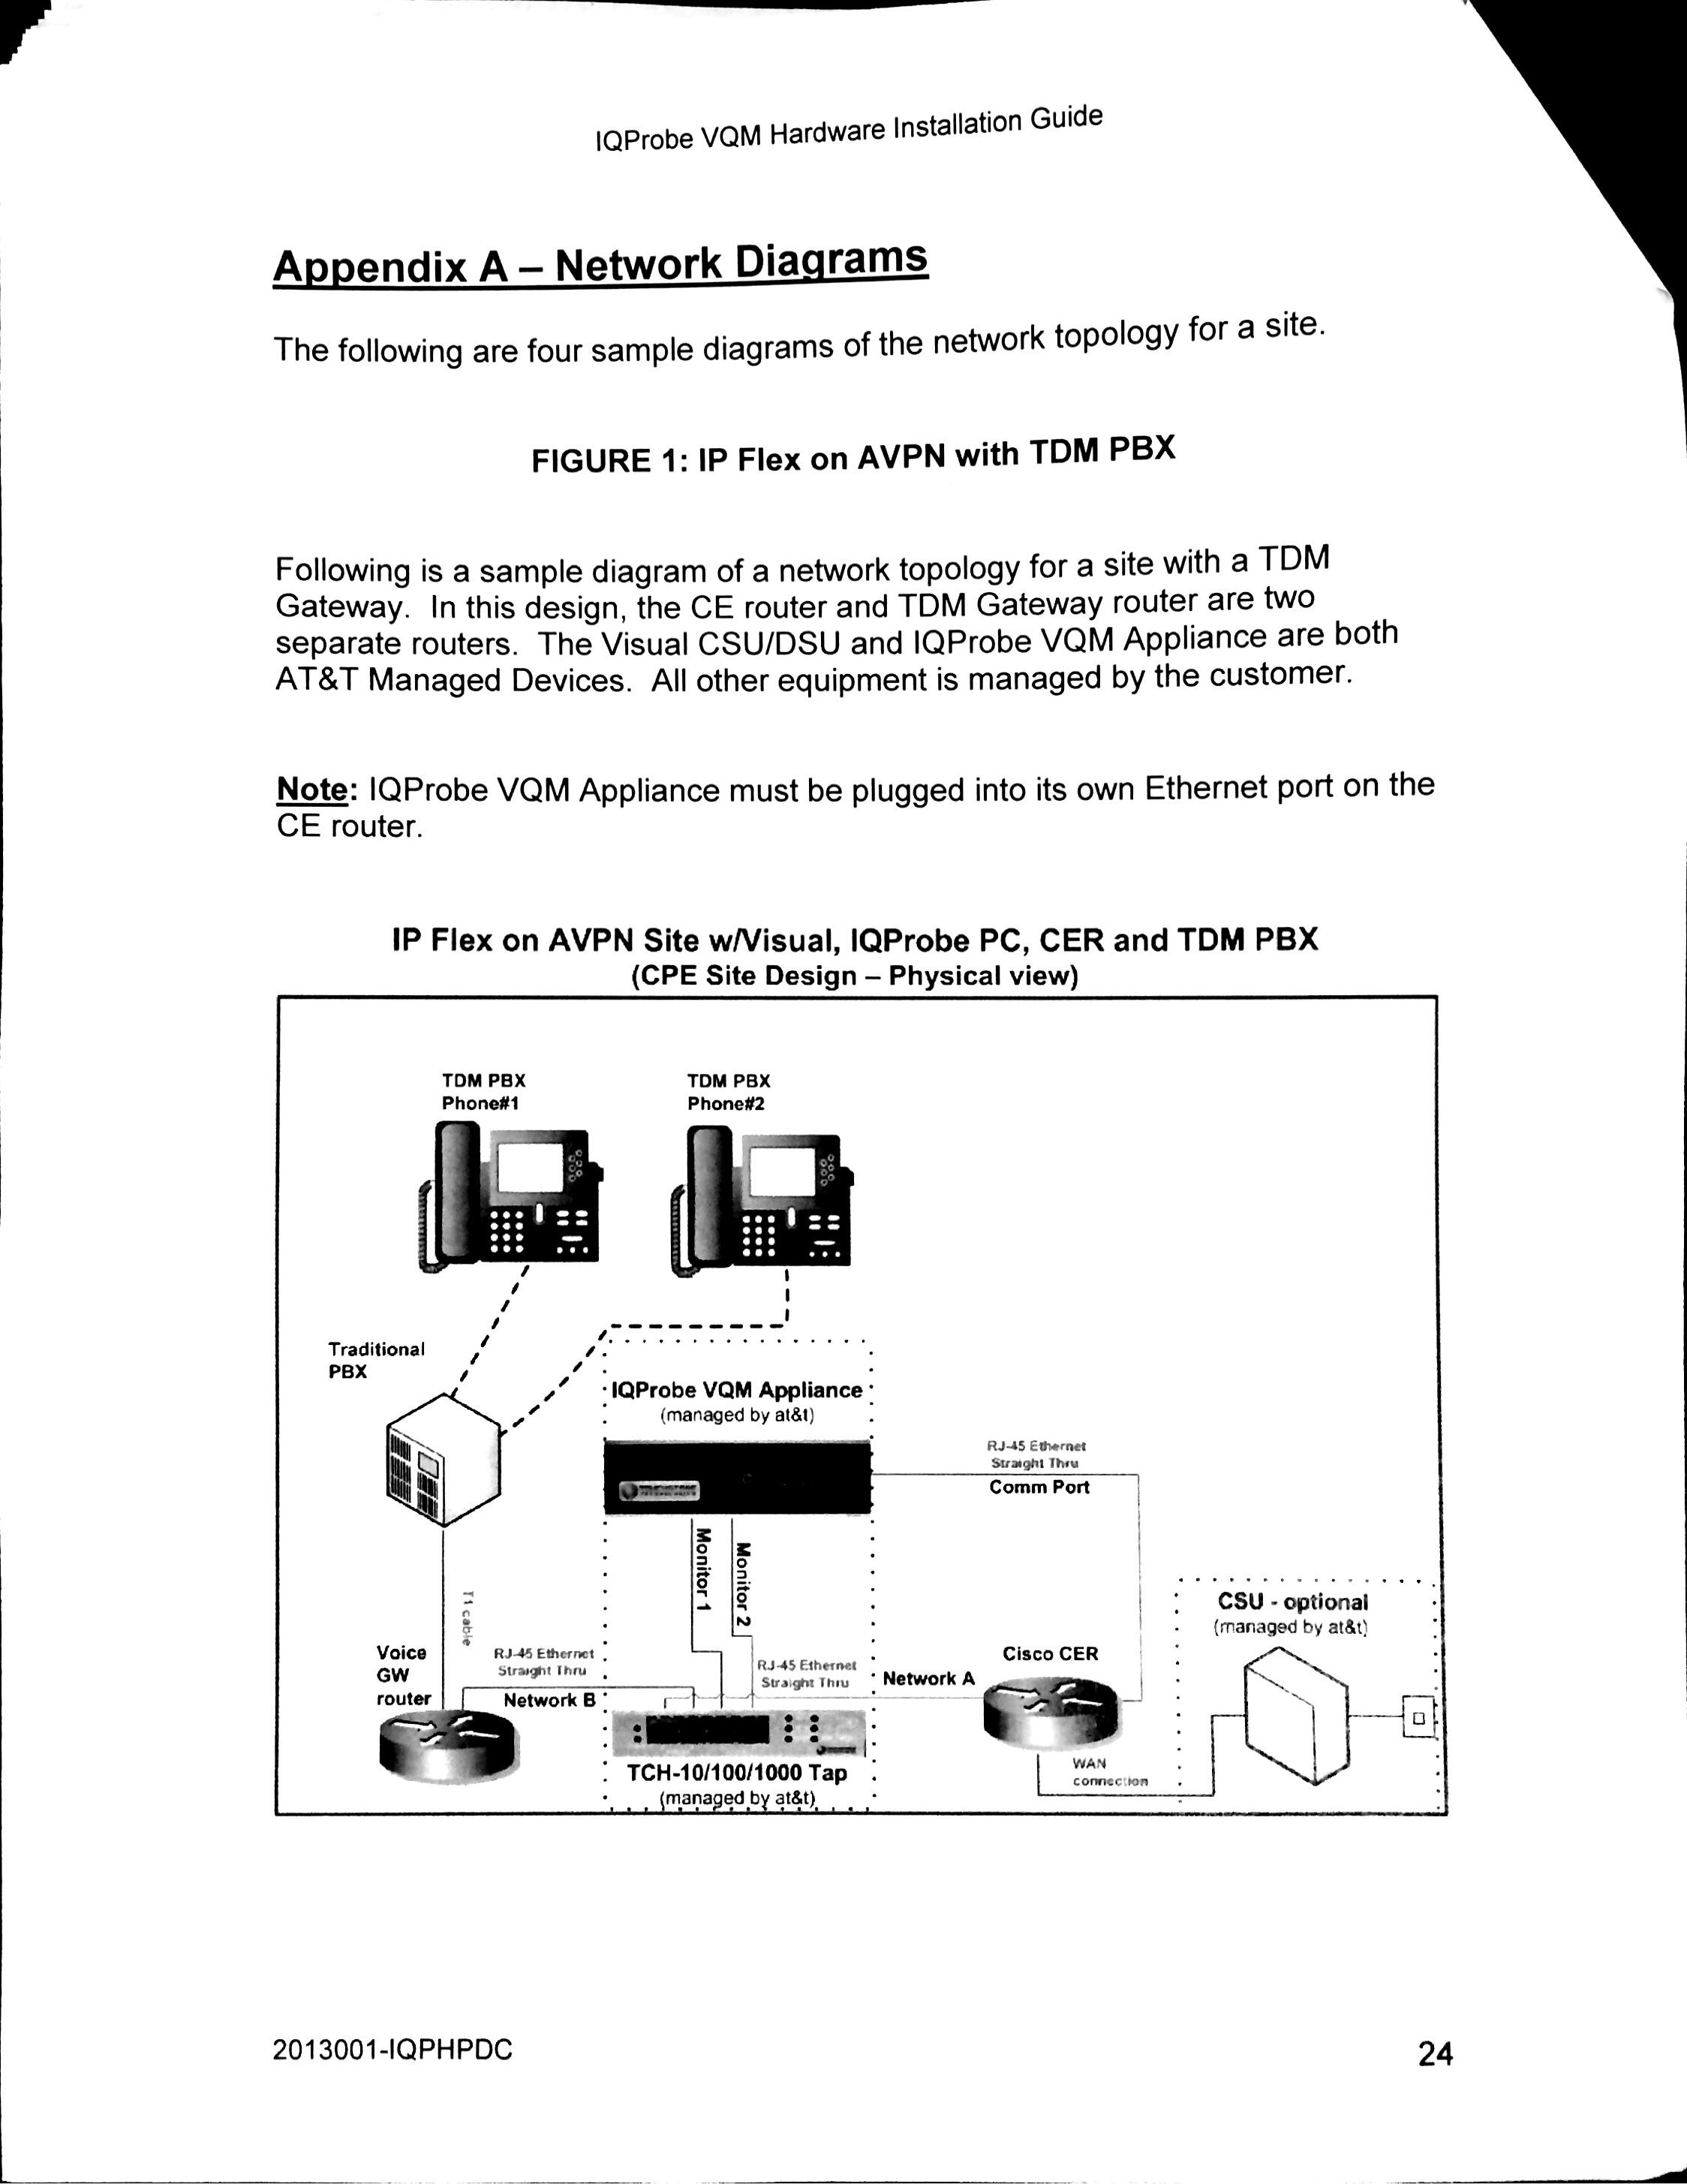 IQProbe VQM Hardware Installation Guide
Appendix A – Network Diagrams
The following are four sample diagrams of the network topology for a site.
FIGURE 1: IP Flex on AVPN with TDM PBX
Following is a sample diagram of a network topology for a site with a TDM
Gateway.  In this design, the CE router and TDM Gateway router are two
separate routers.  The Visual CSU/DSU and IQProbe VQM Appliance are both
AT&T Managed Devices.  All other equipment is managed by the customer.
Note: IQProbe VQM Appliance must be plugged into its own Ethernet port on the
CE router.
IP Flex on AVPN Site w/Visual, IQProbe PC, CER and TDM PBX
(CPE Site Design – Physical view)
TDM PBX
Phone#1
TDM PBX
Phone#2
Traditional
PBX
IQProbe VQM Appliance
(managed by at&t)
RJ-45 Ethernet
Straight Thru
Comm Port
Monitor 1
Monitor 2
T1 cable
CSU - optional
(managed by at&t)
Voice
GW
router
RJ-45 Ethernet
Straight Thru
Network B
RJ-45 Ethernet
Straight Thru
Network A
Cisco CER
WAN
connection
TCH-10/100/1000 Tap
(managed by at&t)
2013001-IQPHPDC
24